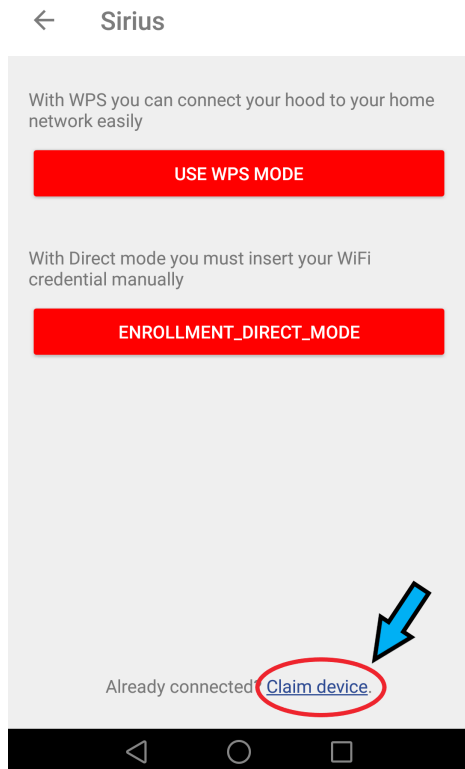 Sirius
With WPS you can connect your hood to your home
network easily
USE WPS MODE
With Direct mode you must insert your WiFi
credential manually
ENROLLMENT_DIRECT_MODE
Already connected? Claim device.